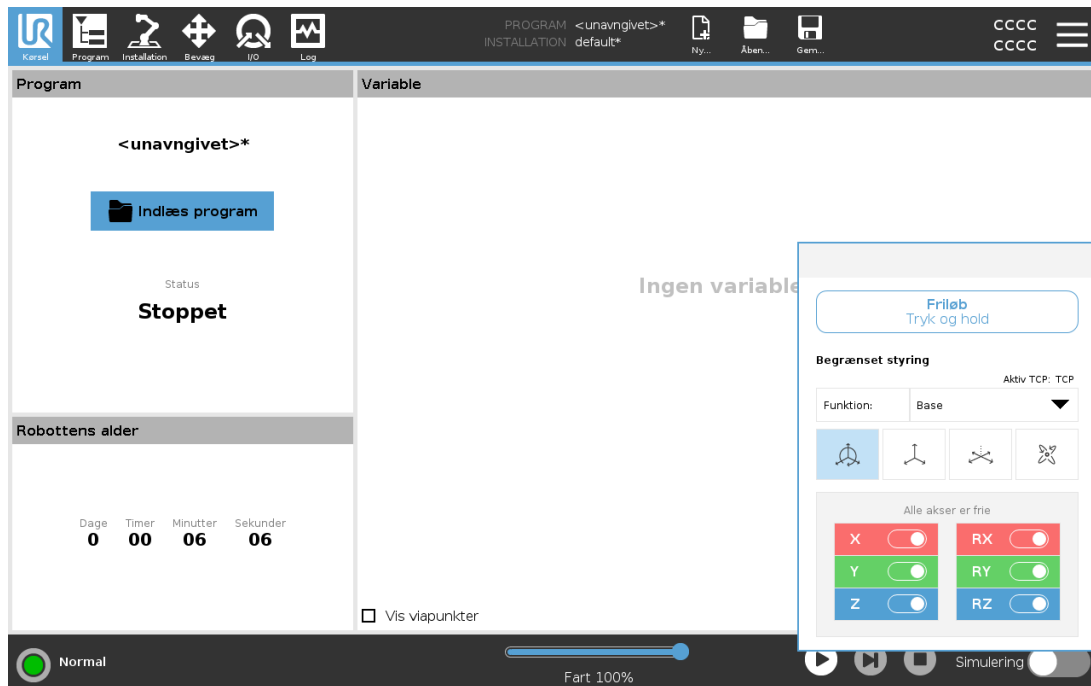 UR
Kørsel
Program
Installation
Bevæg
I/O
Log
PROGRAM <unavngivet>*
INSTALLATION default*
Ny...
Åben...
Gem...
CCCC
CCCC
Program
Variable
<unavngivet>*
Indlæs program
Status
Stoppet
Ingen variable
Robottens alder
Dage Timer Minutter Sekunder
0 00 06 06
Vis viapunkter
Friløb
Tryk og hold
Begrænset styring
Aktiv TCP: TCP
Funktion: Base
Alle akser er frie
X RX
Y RY
Z RZ
Normal
Fart 100%
Simulering